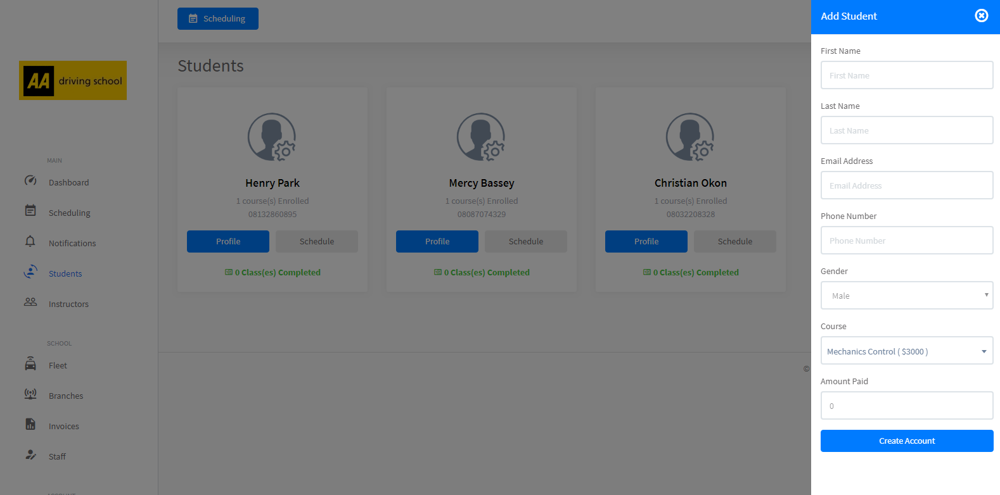 AA driving school
MAIN
Dashboard
Scheduling
Notifications
Students
Instructors
SCHOOL
Fleet
Branches
Invoices
Staff
ACCOUNT
Scheduling
Students
Henry Park
1 course(s) Enrolled
08132860895
Profile
Schedule
0 Class(es) Completed
Mercy Bassey
1 course(s) Enrolled
08087074329
Profile
Schedule
0 Class(es) Completed
Christian Okon
1 course(s) Enrolled
08032208328
Profile
Schedule
0 Class(es) Completed
©
Add Student
First Name
First Name
Last Name
Last Name
Email Address
Email Address
Phone Number
Phone Number
Gender
Male
Course
Mechanics Control ( $3000 )
Amount Paid
0
Create Account